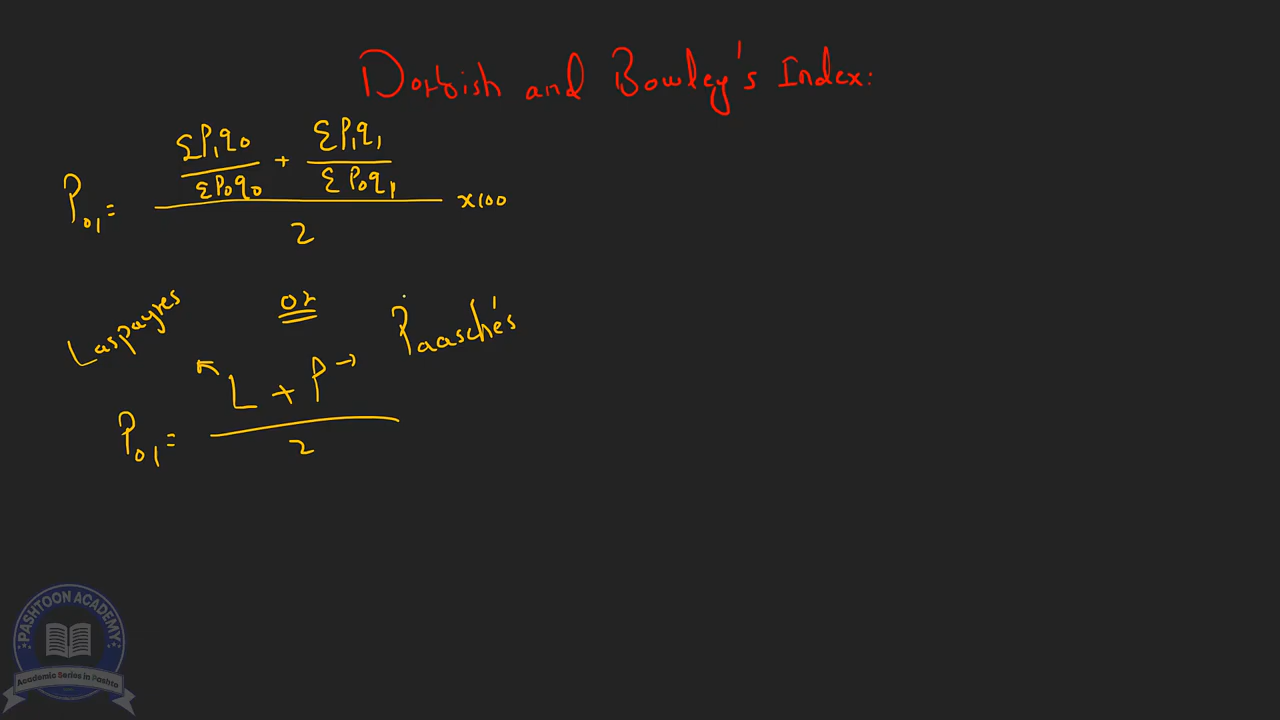 Dorbish and Bowley's Index:
P₀₁ = (ΣP₁q₀ / ΣP₀q₀ + ΣP₁q₁ / ΣP₀q₁) / 2 ×100
or
Laspayres
Paasche's
P₀₁ = (L + P) / 2
PASHTOON ACADEMY
Academic Series in Pashto